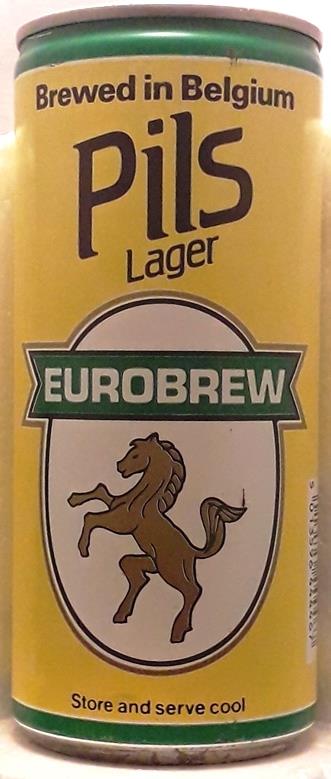 Brewed in Belgium
Pils
Lager
EUROBREW
Store and serve cool